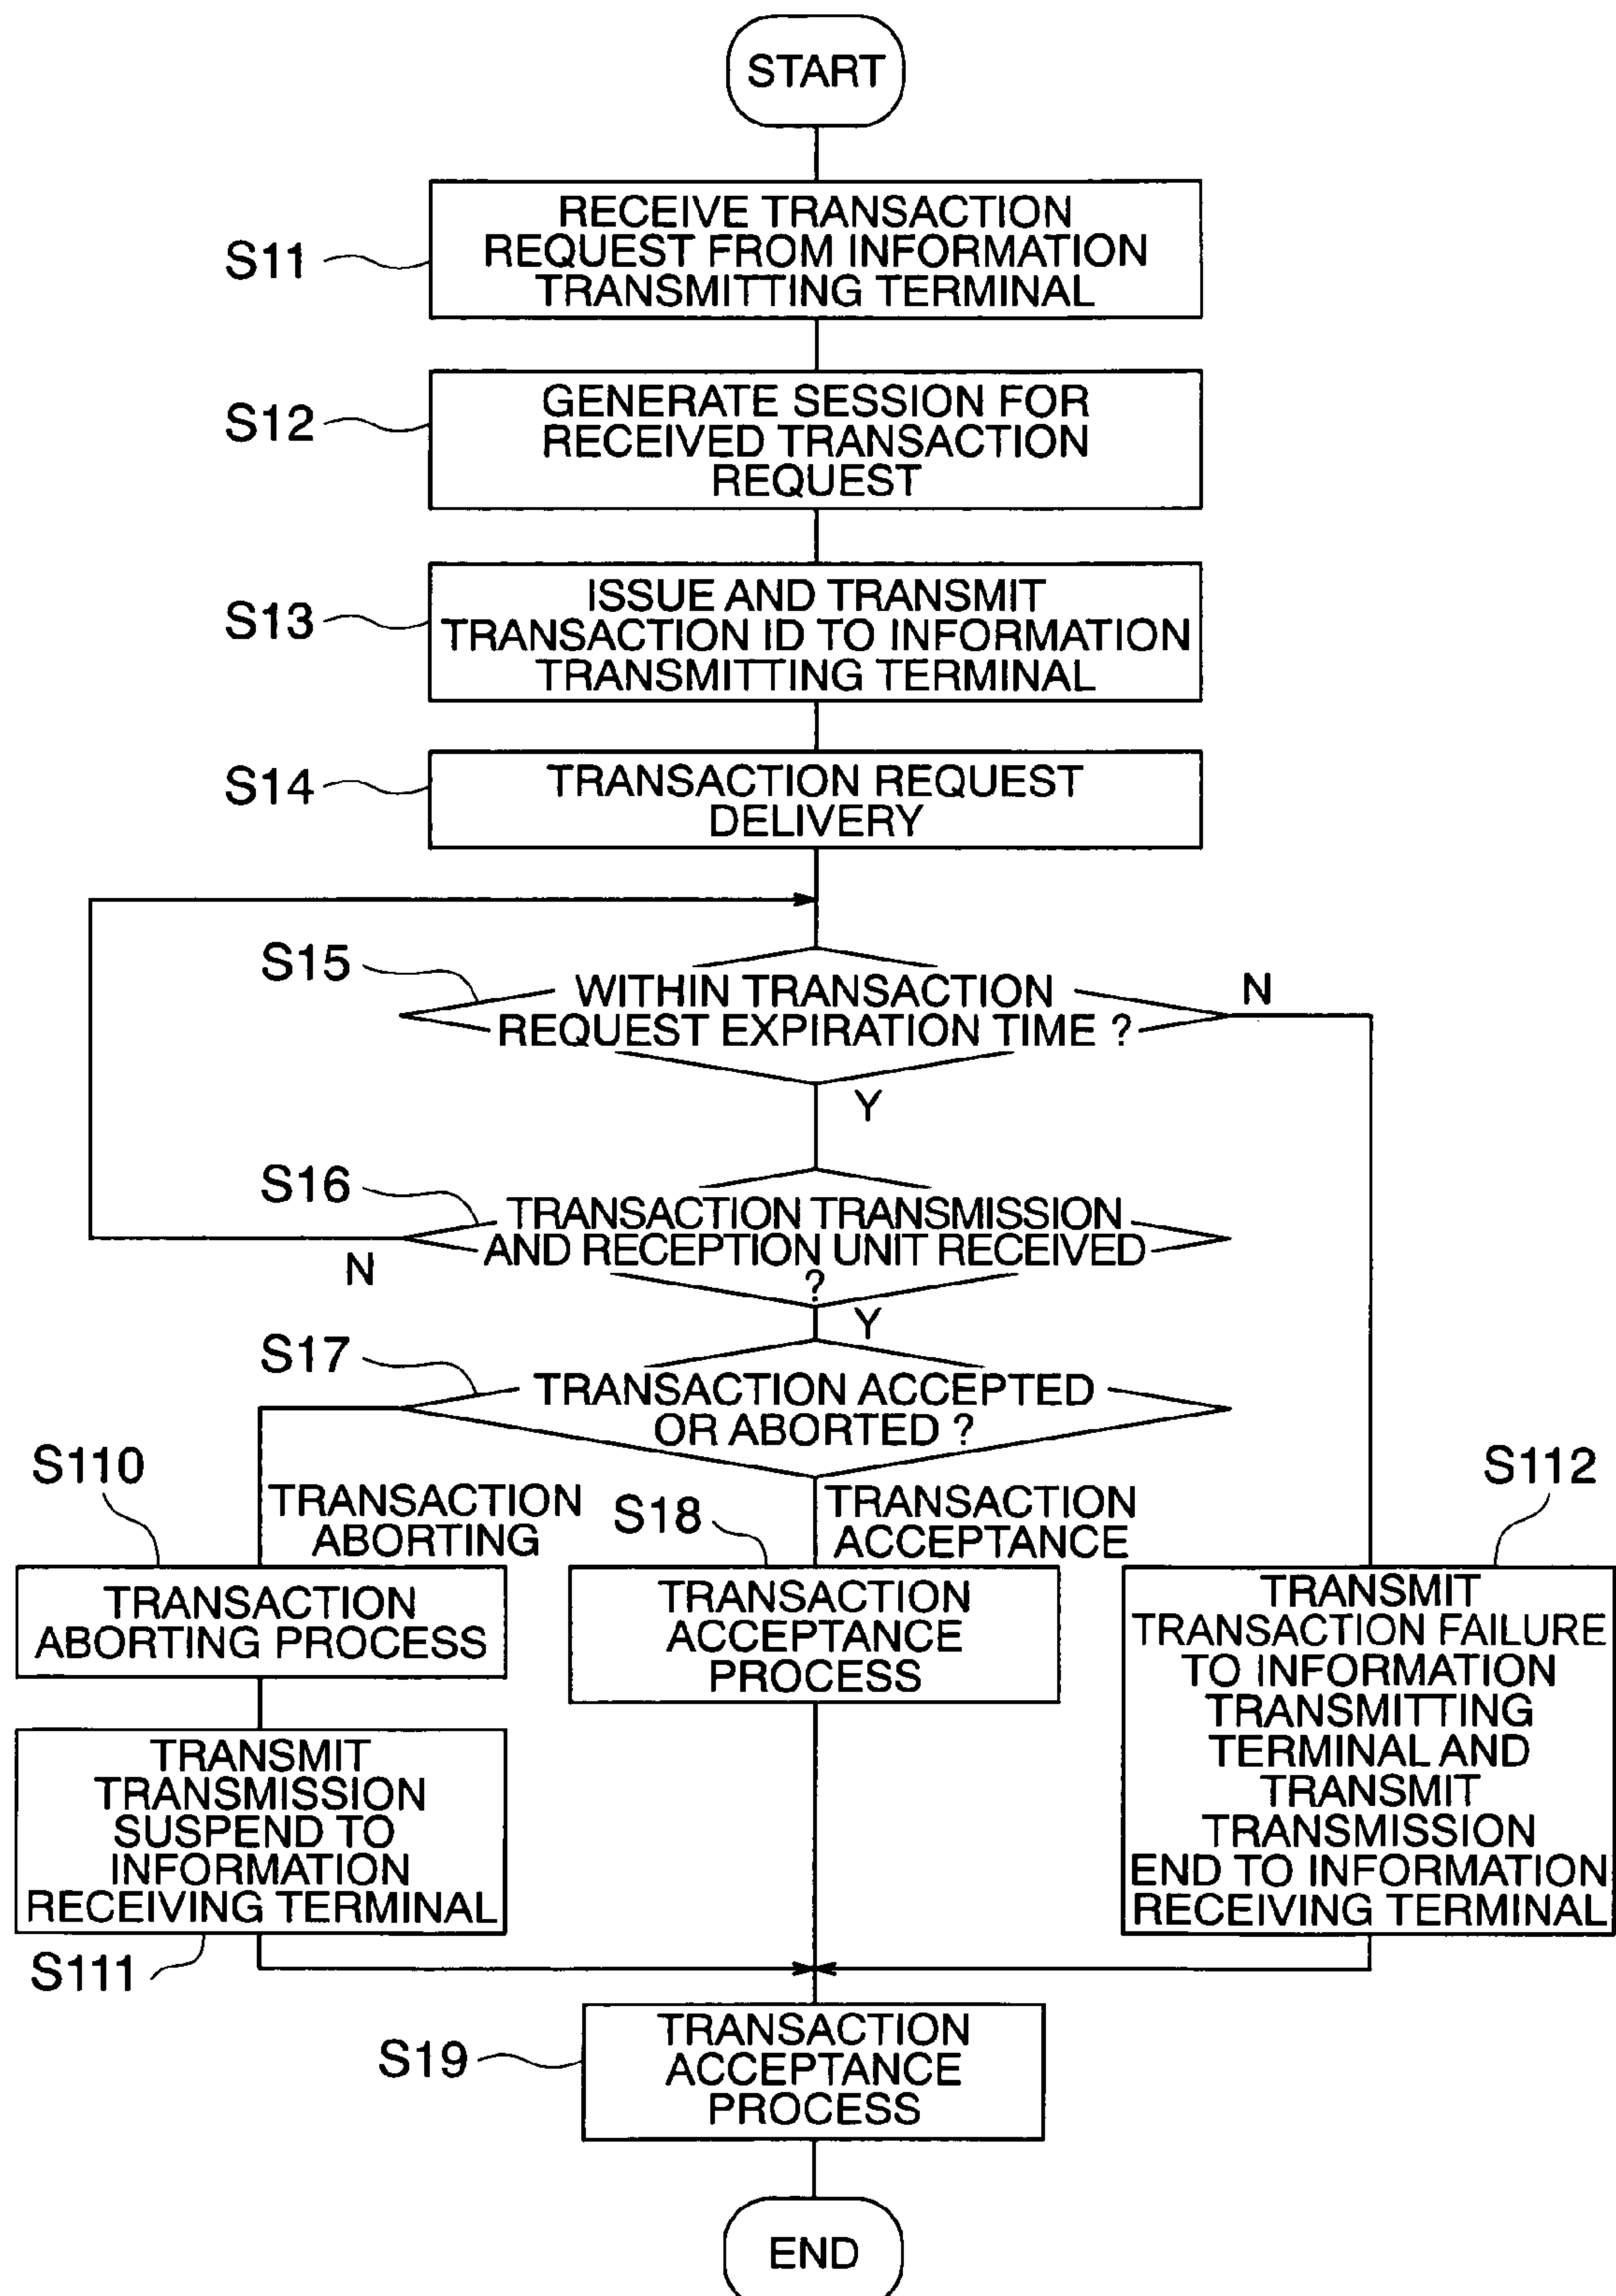 START
S11
RECEIVE TRANSACTION
REQUEST FROM INFORMATION
TRANSMITTING TERMINAL
S12
GENERATE SESSION FOR
RECEIVED TRANSACTION
REQUEST
S13
ISSUE AND TRANSMIT
TRANSACTION ID TO INFORMATION
TRANSMITTING TERMINAL
S14
TRANSACTION REQUEST
DELIVERY
S15
WITHIN TRANSACTION
REQUEST EXPIRATION TIME ?
N
Y
S16
TRANSACTION TRANSMISSION
AND RECEPTION UNIT RECEIVED
?
N
Y
S17
TRANSACTION ACCEPTED
OR ABORTED ?
S110
TRANSACTION
ABORTING
TRANSACTION
ABORTING PROCESS
TRANSMIT
TRANSMISSION
SUSPEND TO
INFORMATION
RECEIVING TERMINAL
S111
S18
TRANSACTION
ACCEPTANCE
TRANSACTION
ACCEPTANCE
PROCESS
S112
TRANSMIT
TRANSACTION FAILURE
TO INFORMATION
TRANSMITTING
TERMINAL AND
TRANSMIT
TRANSMISSION
END TO INFORMATION
RECEIVING TERMINAL
S19
TRANSACTION
ACCEPTANCE
PROCESS
END